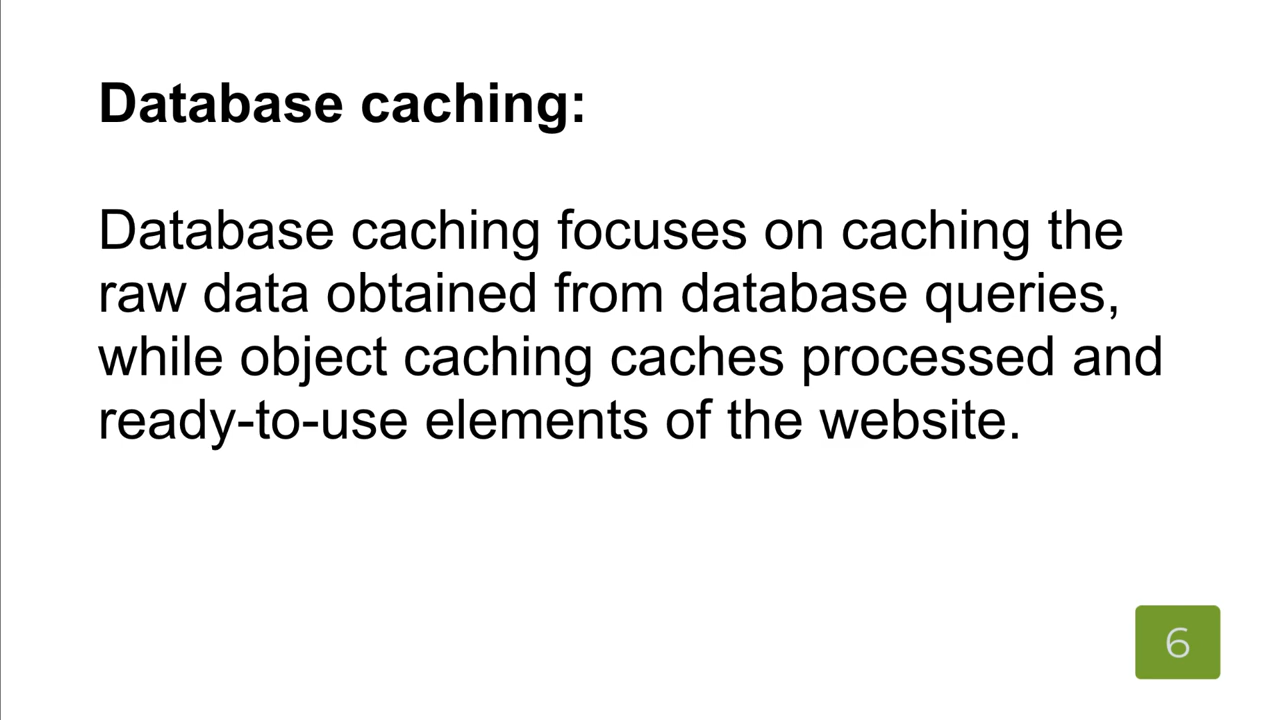 Database caching:
Database caching focuses on caching the
raw data obtained from database queries,
while object caching caches processed and
ready-to-use elements of the website.
6